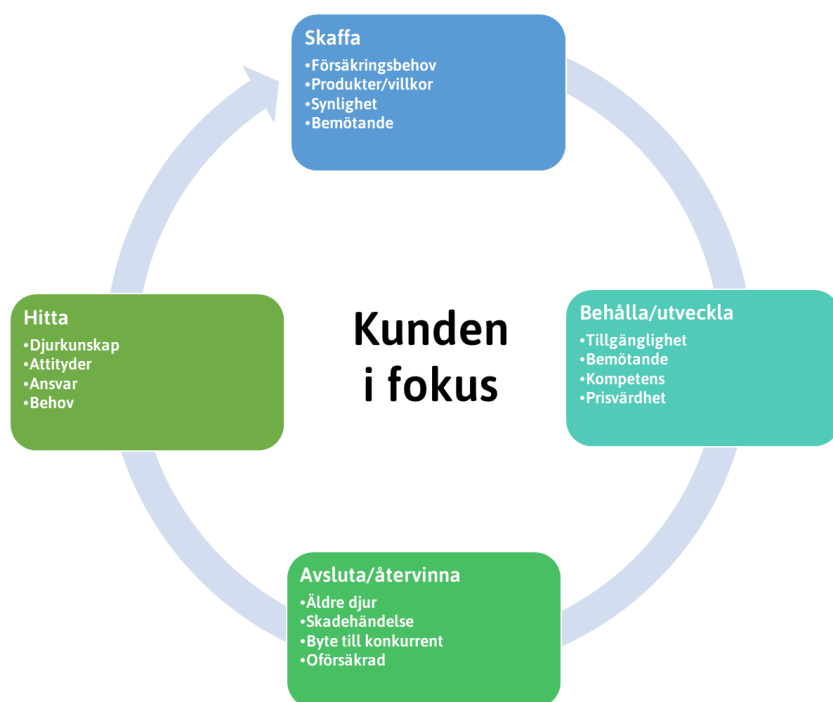 Skaffa
•Försäkringsbehov
•Produkter/villkor
•Synlighet
•Bemötande
Hitta
•Djurkunskap
•Attityder
•Ansvar
•Behov
Kunden
i fokus
Behålla/utveckla
•Tillgänglighet
•Bemötande
•Kompetens
•Prisvärdhet
Avsluta/återvinna
•Äldre djur
•Skadehändelse
•Byte till konkurrent
•Oförsäkrad